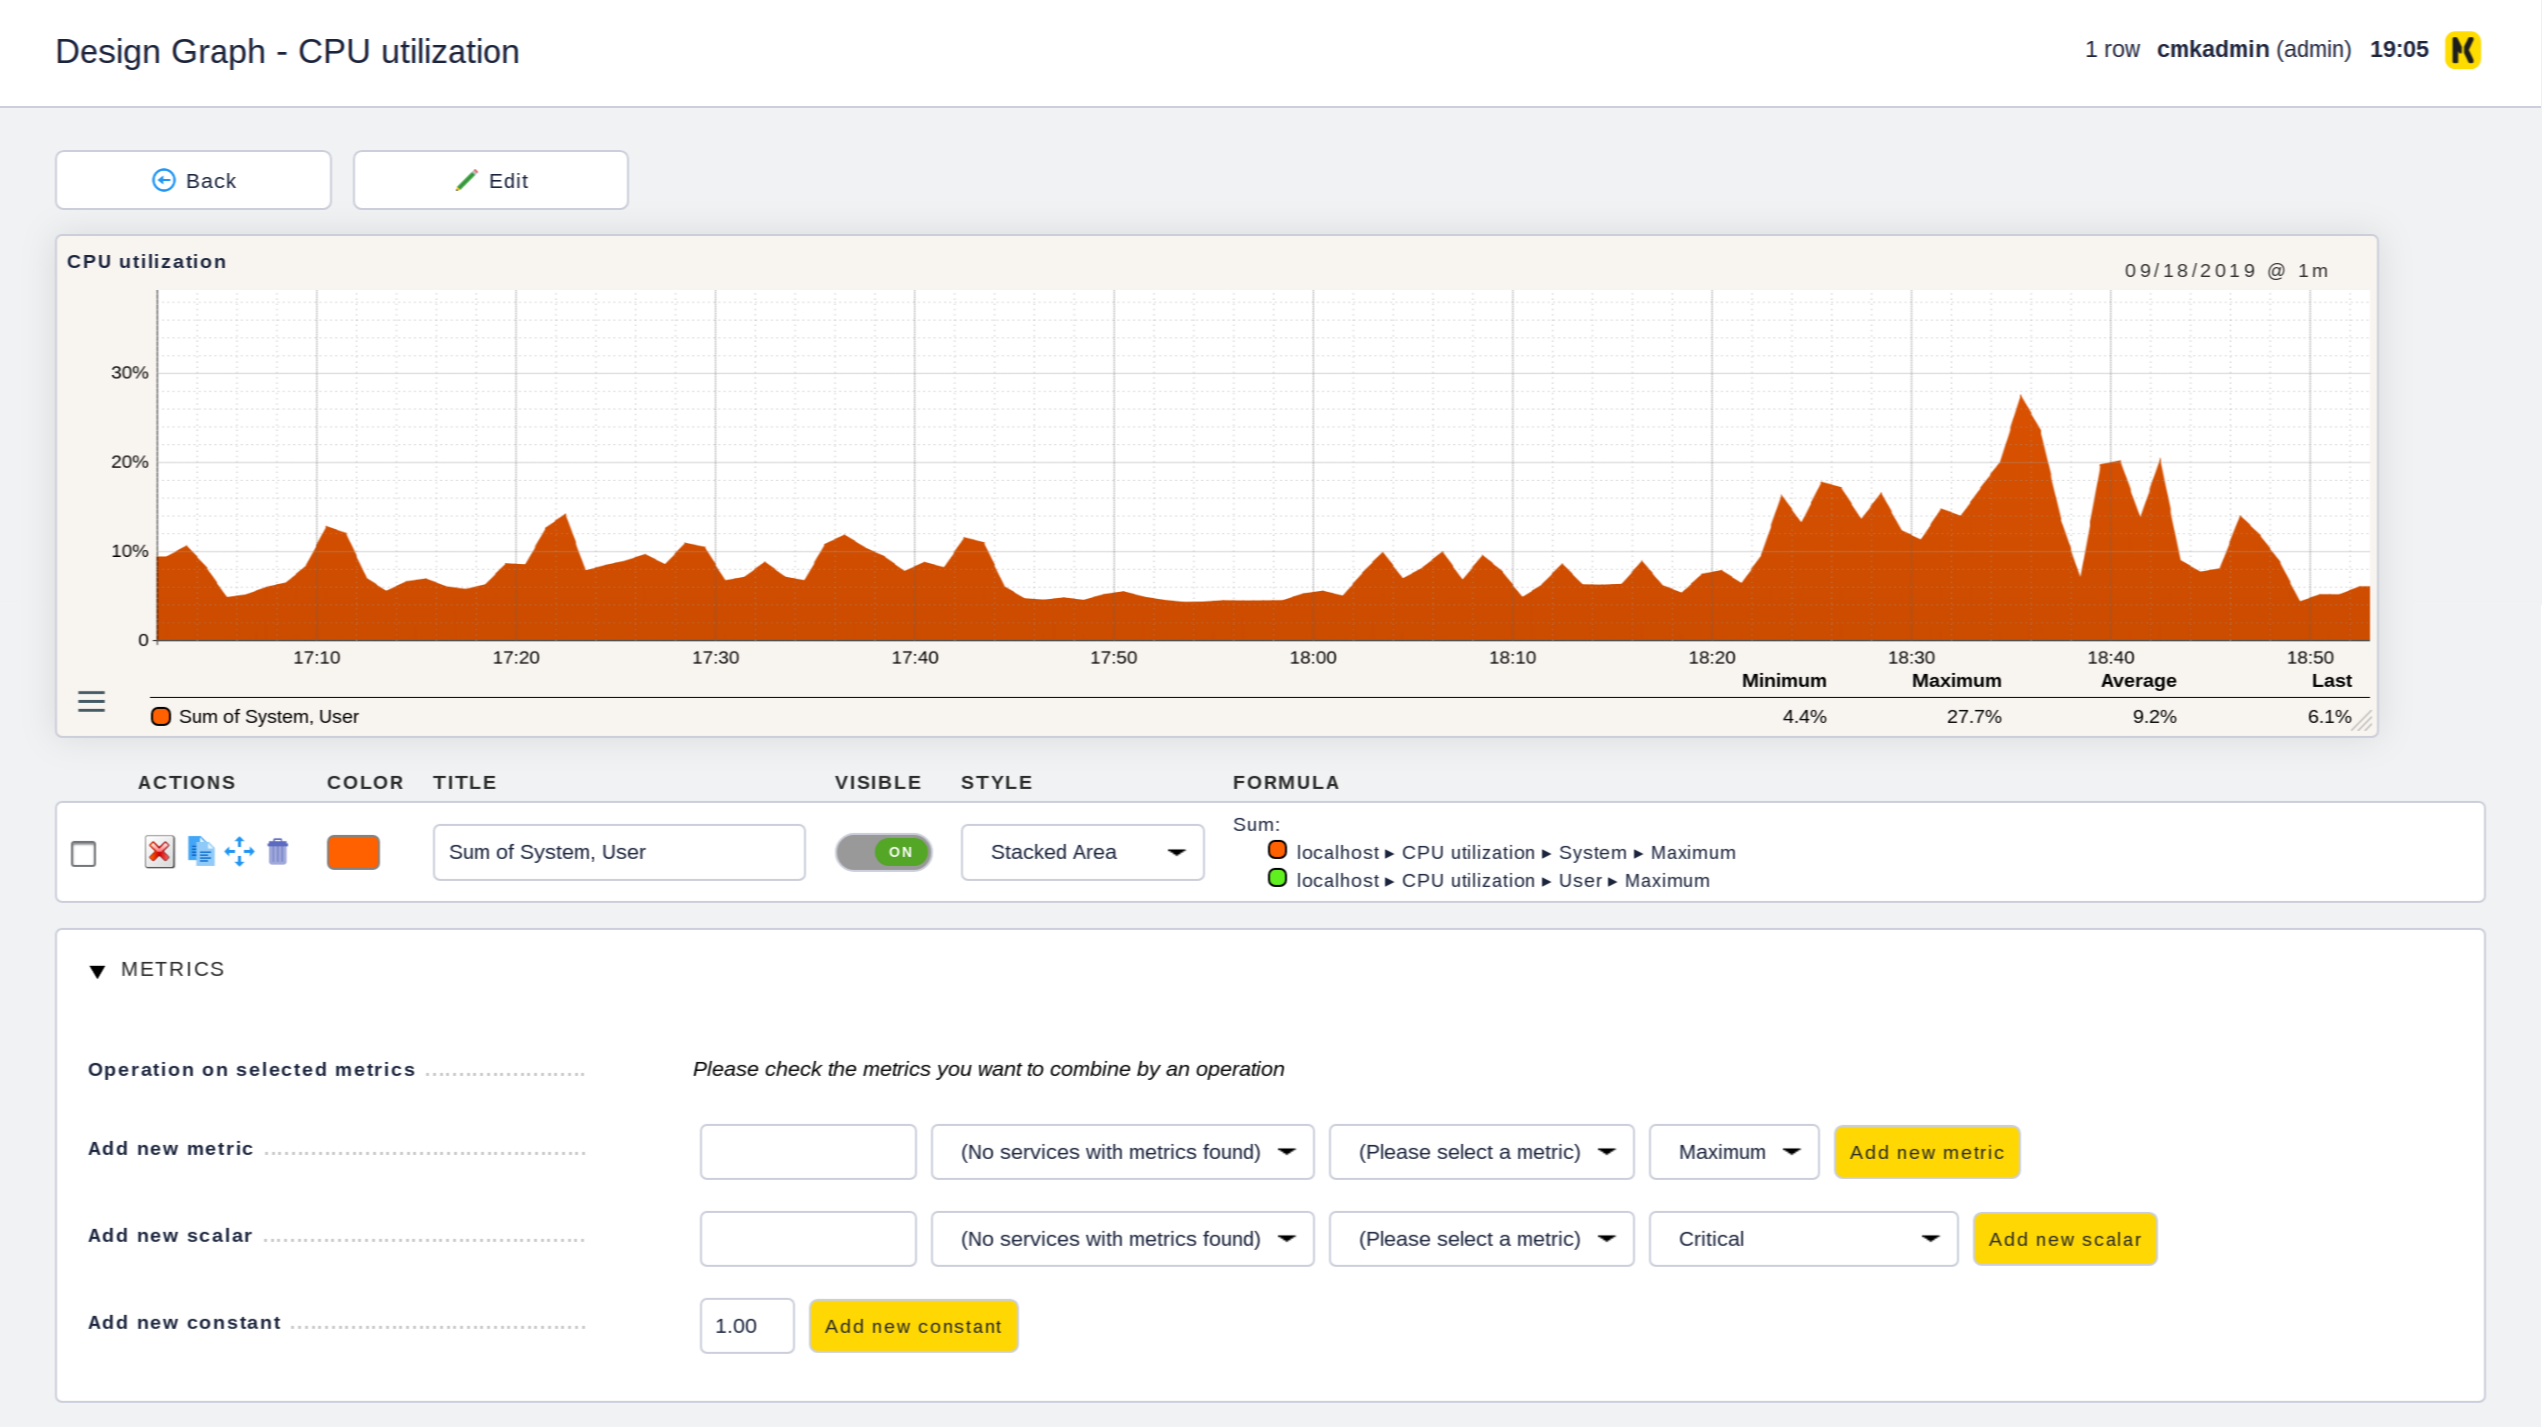 Design Graph - CPU utilization
1 row cmkadmin (admin) 19:05
Back
Edit
CPU utilization
09/18/2019 @ 1m
30%
20%
10%
0
17:10 17:20 17:30 17:40 17:50 18:00 18:10 18:20 18:30 18:40 18:50
Minimum Maximum Average Last
Sum of System, User 4.4% 27.7% 9.2% 6.1%
ACTIONS COLOR TITLE VISIBLE STYLE FORMULA
Sum of System, User ON Stacked Area
Sum:
localhost ▸ CPU utilization ▸ System ▸ Maximum
localhost ▸ CPU utilization ▸ User ▸ Maximum
METRICS
Operation on selected metrics Please check the metrics you want to combine by an operation
Add new metric (No services with metrics found) (Please select a metric) Maximum Add new metric
Add new scalar (No services with metrics found) (Please select a metric) Critical Add new scalar
Add new constant 1.00 Add new constant